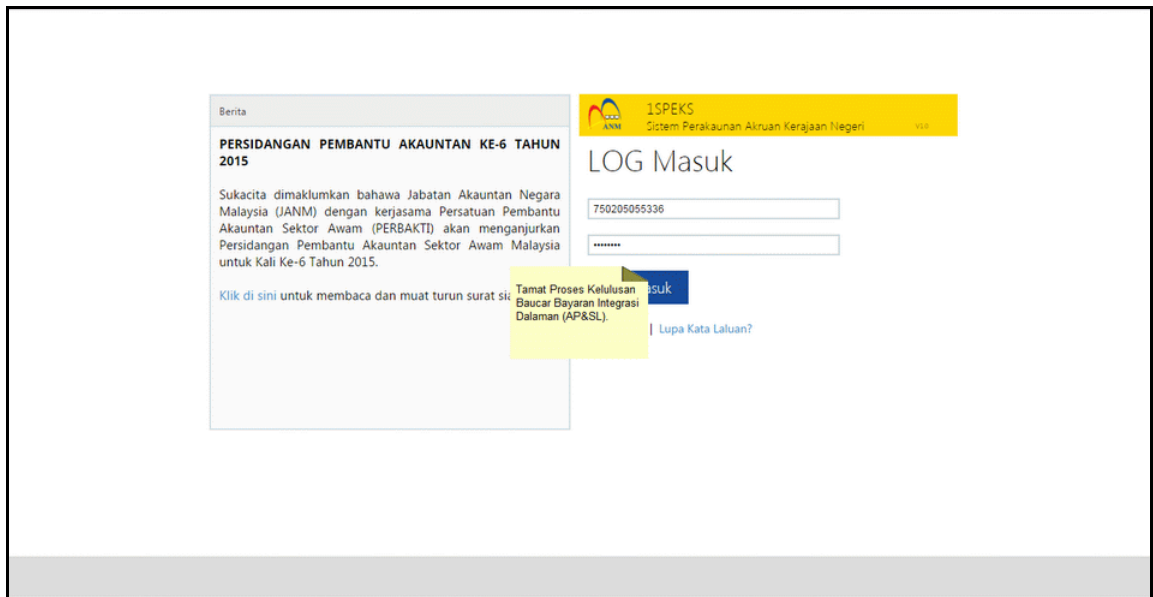 Berita
PERSIDANGAN PEMBANTU AKAUNTAN KE-6 TAHUN
2015
Sukacita dimaklumkan bahawa Jabatan Akauntan Negara
Malaysia (JANM) dengan kerjasama Persatuan Pembantu
Akauntan Sektor Awam (PERBAKTI) akan menganjurkan
Persidangan Pembantu Akauntan Sektor Awam Malaysia
untuk Kali Ke-6 Tahun 2015.
Klik di sini untuk membaca dan muat turun surat
ANM
1SPEKS
Sistem Perakaunan Akruan Kerajaan Negeri
V1.0
LOG Masuk
750205055336
••••••••
Tamat Proses Kelulusan
Baucar Bayaran Integrasi
Dalaman (AP&SL).
| Lupa Kata Laluan?